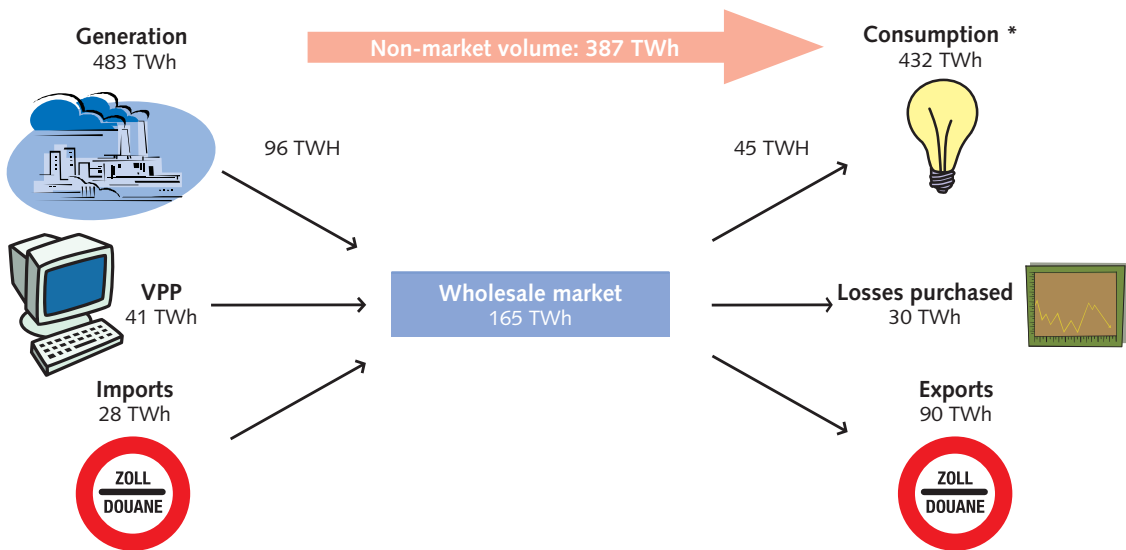 Generation
483 TWh
Non-market volume: 387 TWh
Consumption *
432 TWh
96 TWH
45 TWH
VPP
41 TWh
Wholesale market
165 TWh
Losses purchased
30 TWh
Imports
28 TWh
Exports
90 TWh
ZOLL
DOUANE
ZOLL
DOUANE